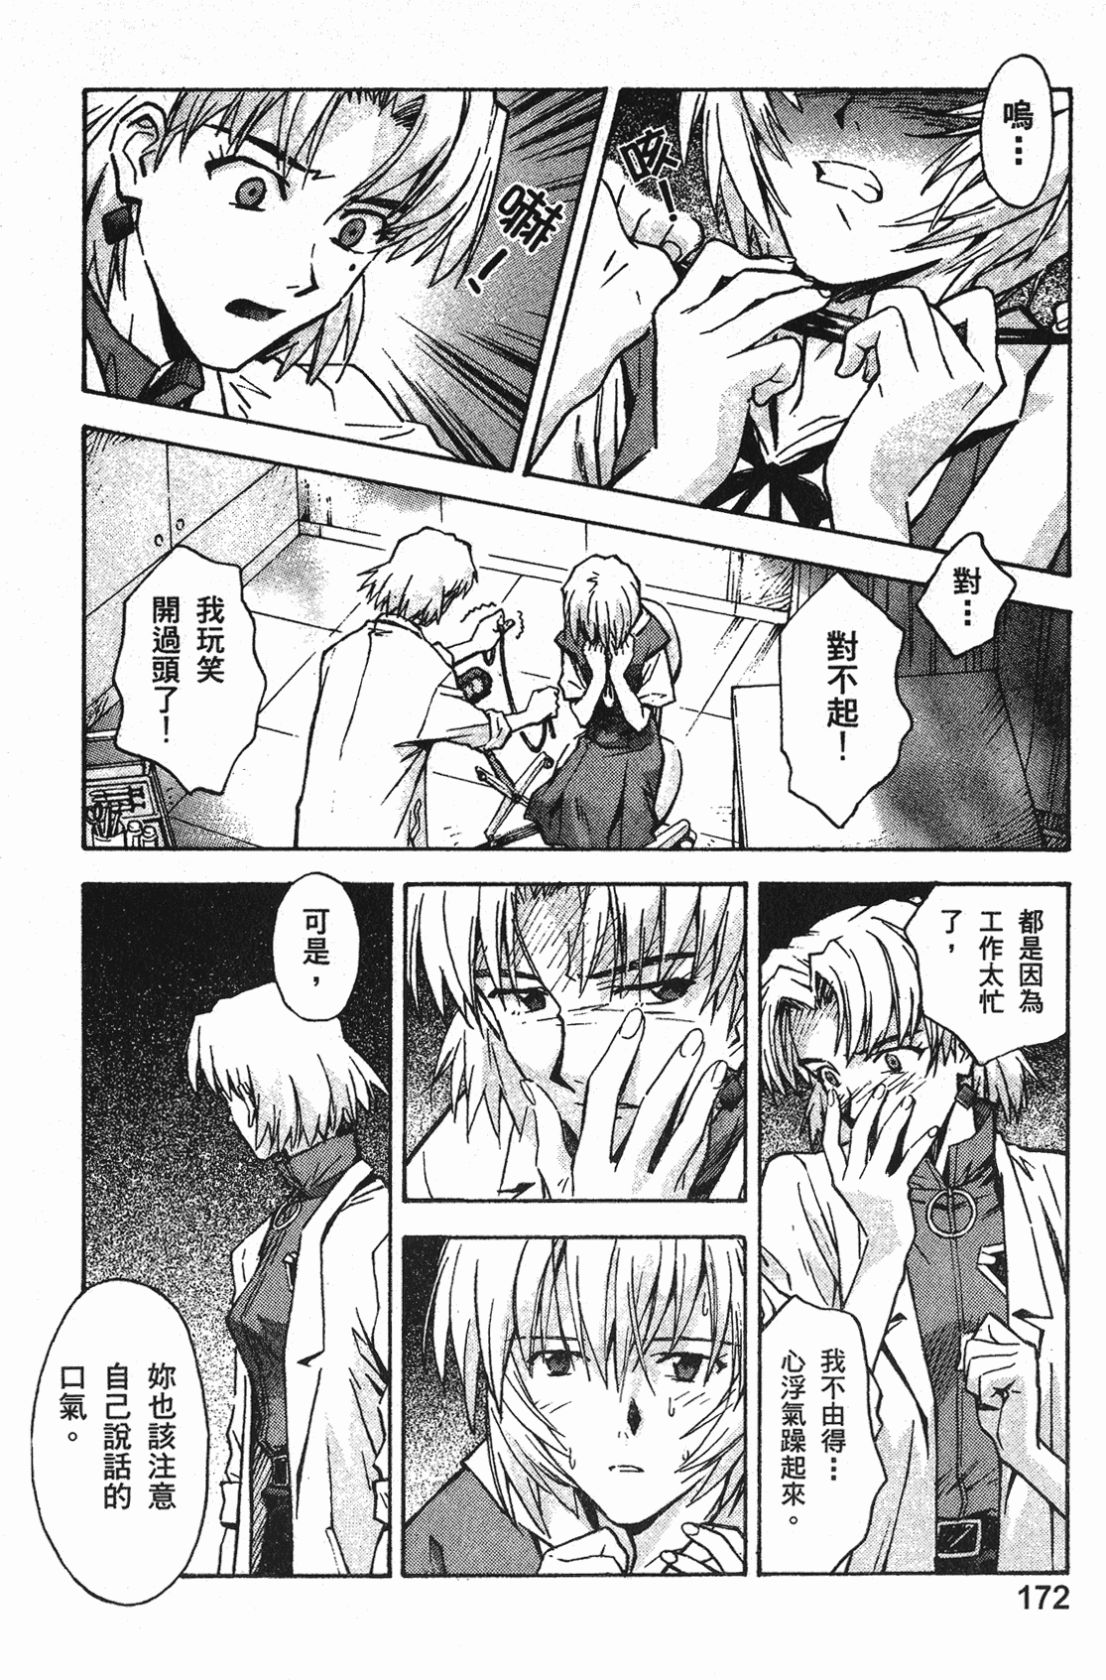 嗚⋯
咳!
嚇!
對⋯
對不起!
我玩笑
開過頭了!
都是因為
工作太忙
了，
我不由得⋯
心浮氣躁起來。
可是，
妳也該注意
自己說話的
口氣。
172